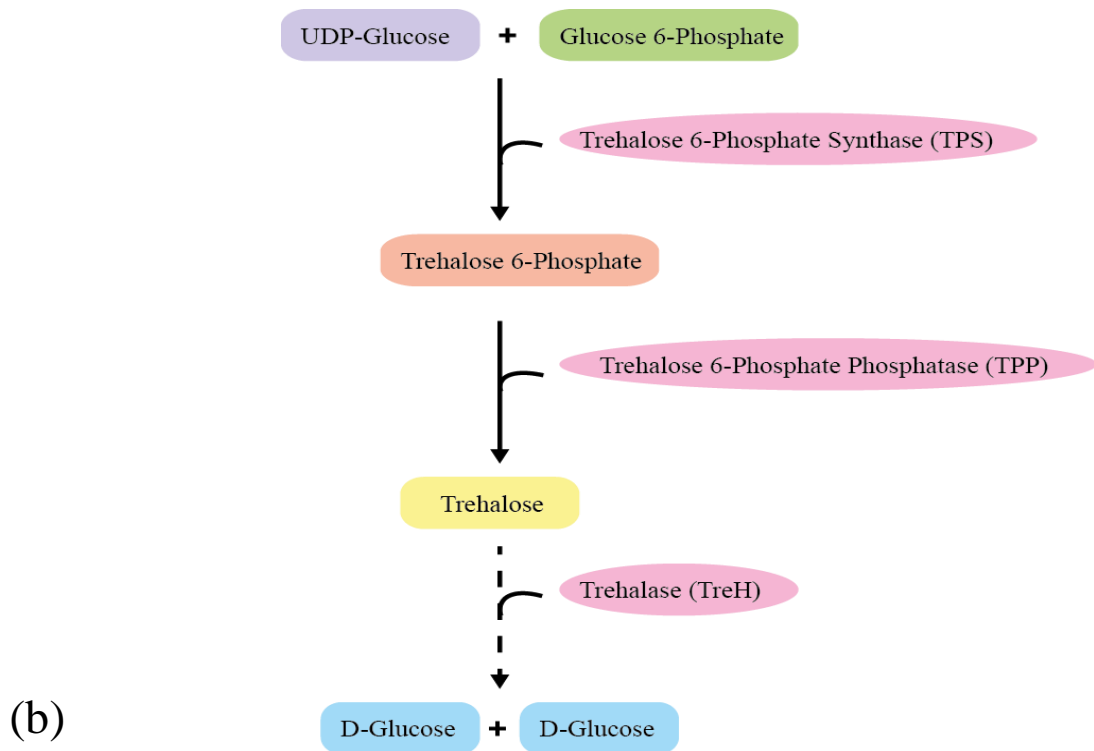 UDP-Glucose + Glucose 6-Phosphate
Trehalose 6-Phosphate Synthase (TPS)
Trehalose 6-Phosphate
Trehalose 6-Phosphate Phosphatase (TPP)
Trehalose
Trehalase (TreH)
(b)
D-Glucose + D-Glucose